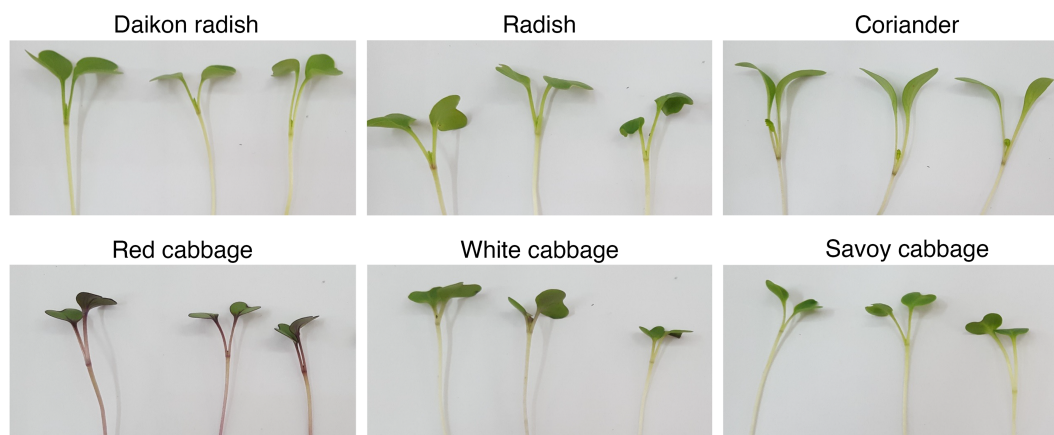 Daikon radish
Radish
Coriander
Red cabbage
White cabbage
Savoy cabbage